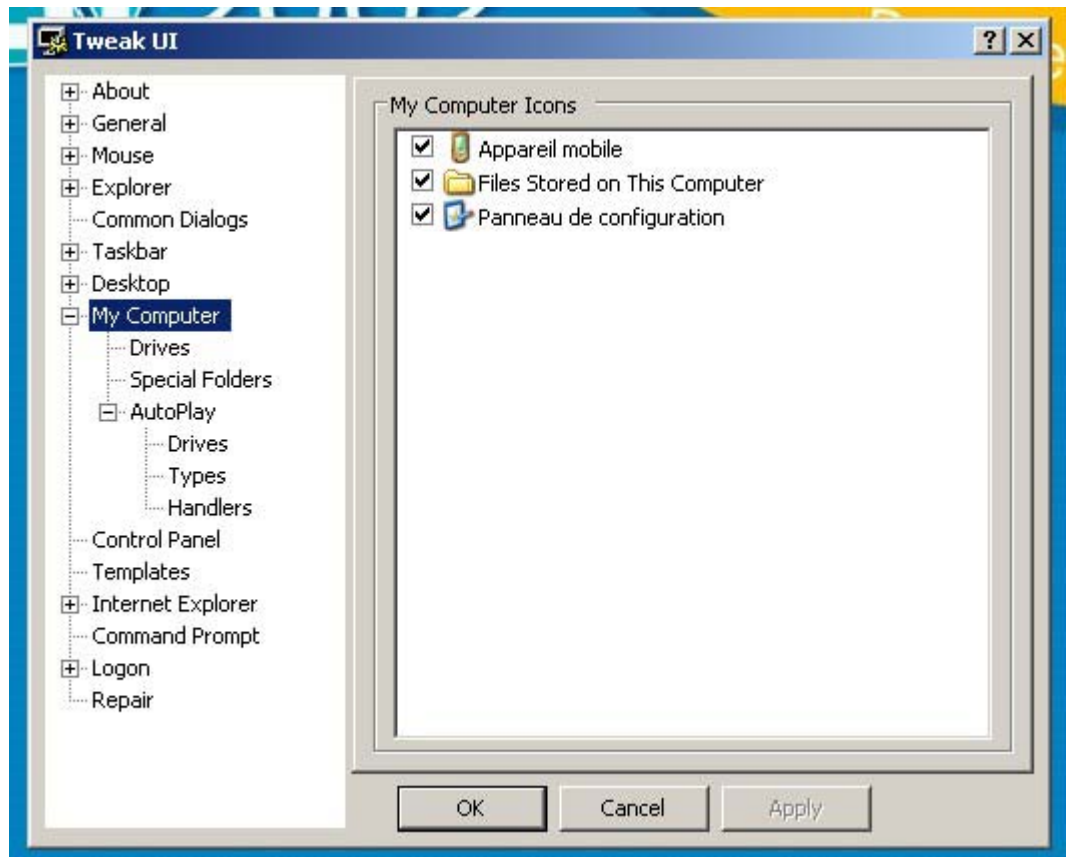 Tweak UI
About
General
Mouse
Explorer
Common Dialogs
Taskbar
Desktop
My Computer
Drives
Special Folders
AutoPlay
Drives
Types
Handlers
Control Panel
Templates
Internet Explorer
Command Prompt
Logon
Repair
My Computer Icons
Appareil mobile
Files Stored on This Computer
Panneau de configuration
OK
Cancel
Apply